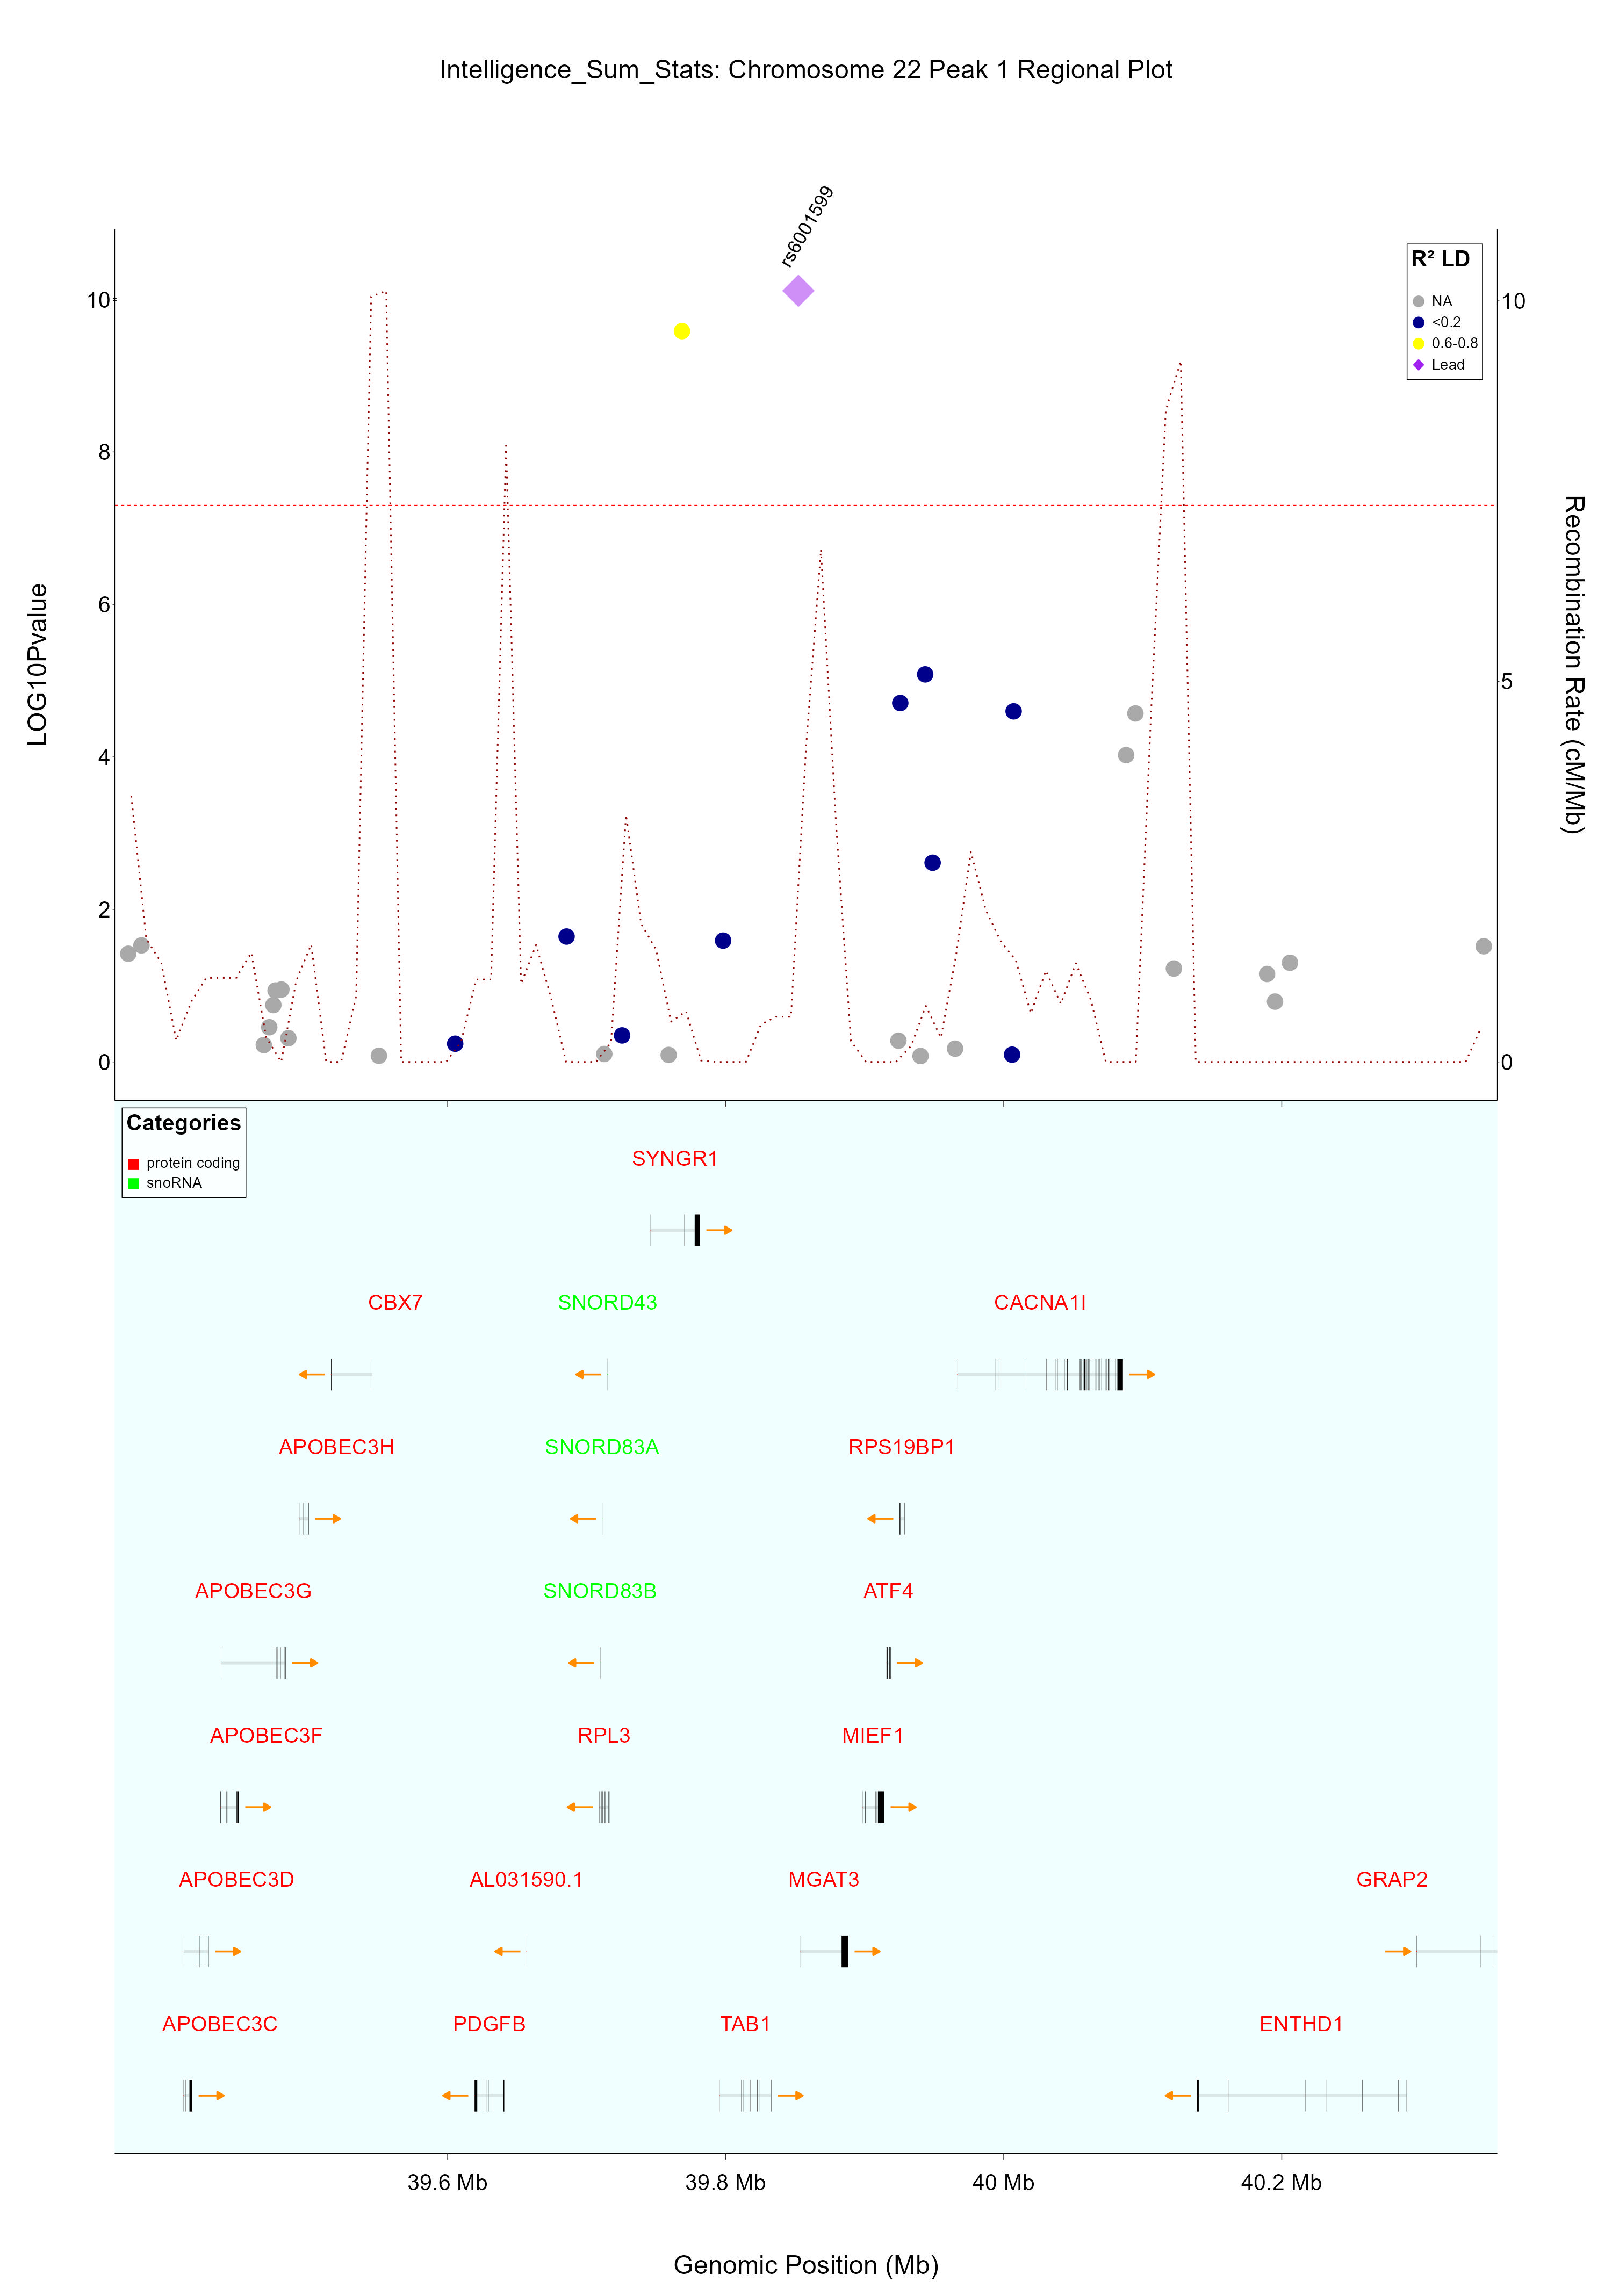 Intelligence_Sum_Stats: Chromosome 22 Peak 1 Regional Plot
rs6001599
R² LD
NA
<0.2
0.6-0.8
Lead
10
8
6
4
2
0
LOG10Pvalue
10
5
0
Recombination Rate (cM/Mb)
Categories
protein coding
snoRNA
SYNGR1
CBX7 SNORD43 CACNA1I
APOBEC3H SNORD83A RPS19BP1
APOBEC3G SNORD83B ATF4
APOBEC3F RPL3 MIEF1
APOBEC3D AL031590.1 MGAT3 GRAP2
APOBEC3C PDGFB TAB1 ENTHD1
39.6 Mb 39.8 Mb 40 Mb 40.2 Mb
Genomic Position (Mb)